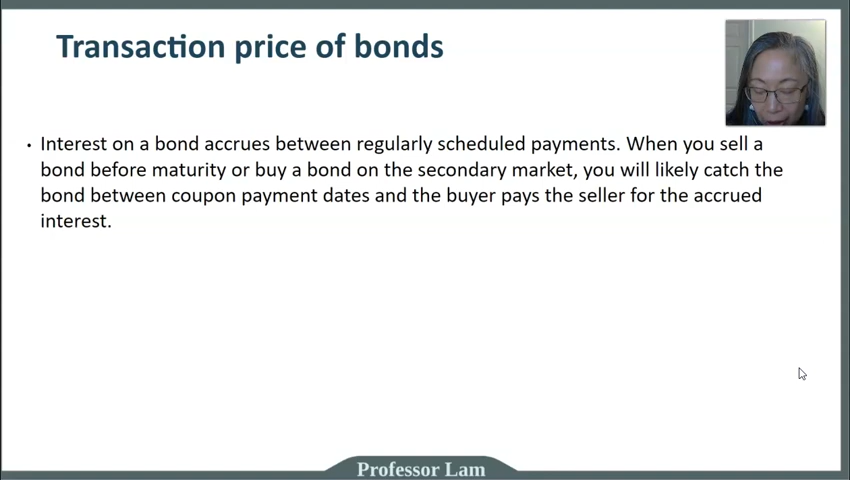 Transaction price of bonds
• Interest on a bond accrues between regularly scheduled payments. When you sell a
bond before maturity or buy a bond on the secondary market, you will likely catch the
bond between coupon payment dates and the buyer pays the seller for the accrued
interest.
Professor Lam